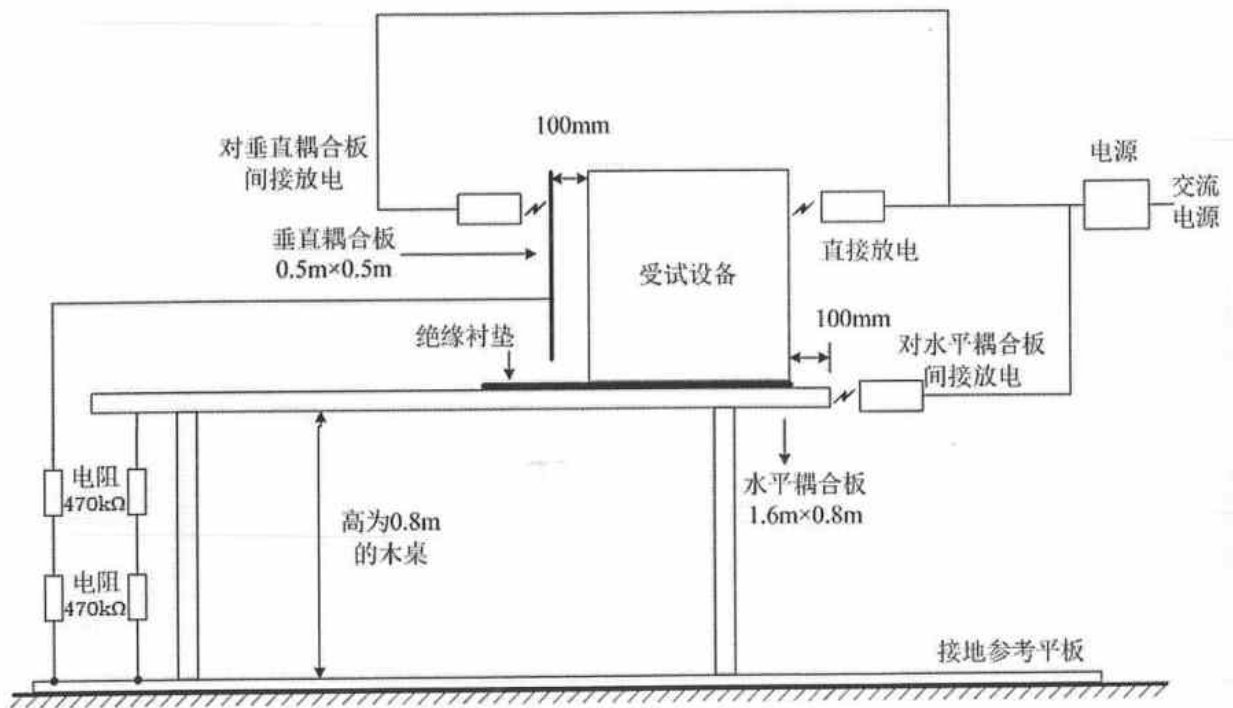 100mm
对垂直耦合板
间接放电
电源
交流
电源
垂直耦合板
0.5m×0.5m
直接放电
受试设备
100mm
绝缘衬垫
对水平耦合板
间接放电
电阻
470kΩ
水平耦合板
1.6m×0.8m
高为0.8m
的木桌
电阻
470kΩ
接地参考平板